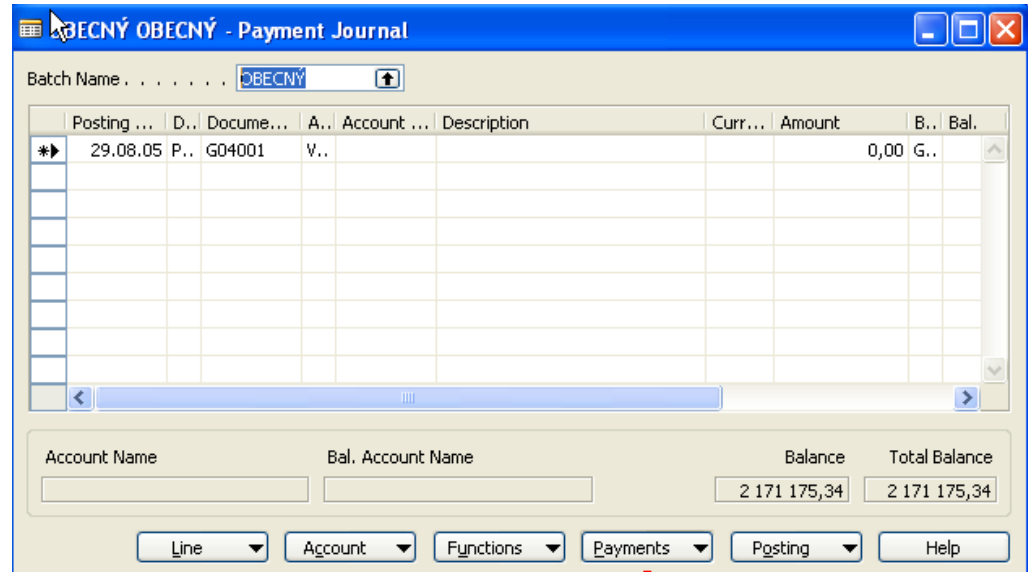 OBECNÝ OBECNÝ - Payment Journal
Batch Name . . . . . . . OBECNÝ
Posting ... D.. Docume... A.. Account ... Description Curr... Amount B.. Bal.
29.08.05 P.. G04001 V.. 0,00 G..
Account Name Bal. Account Name Balance Total Balance
2 171 175,34 2 171 175,34
Line Account Functions Payments Posting Help